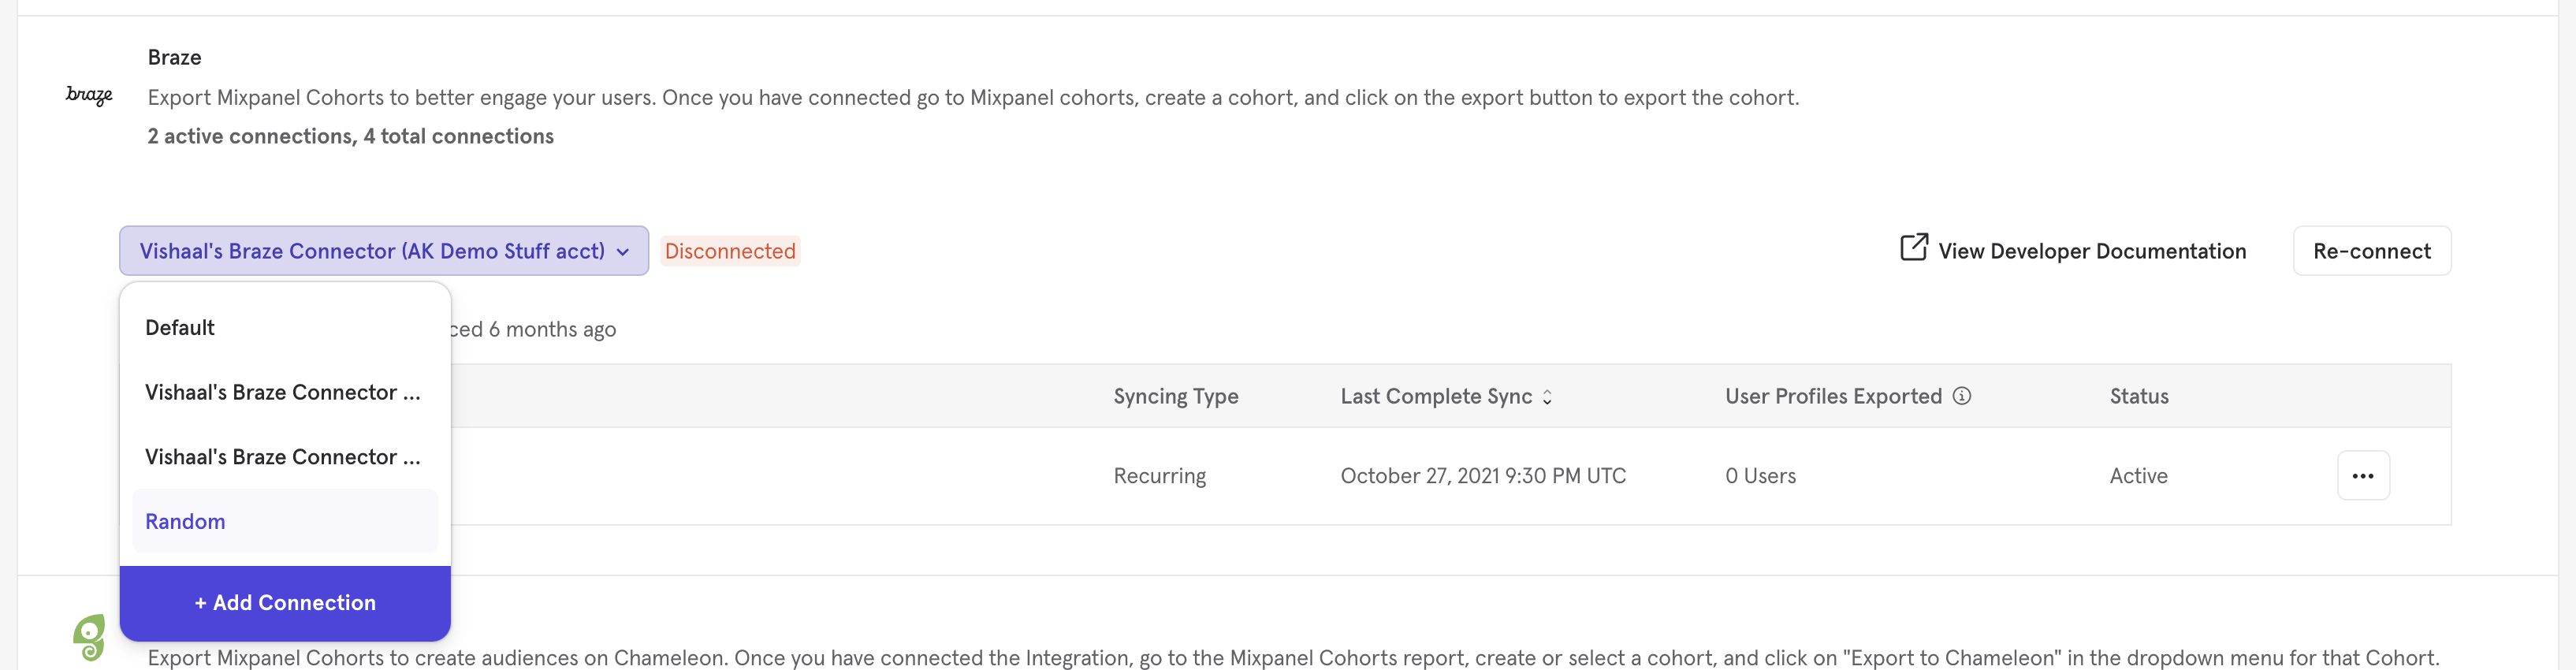 Braze
braze
Export Mixpanel Cohorts to better engage your users. Once you have connected go to Mixpanel cohorts, create a cohort, and click on the export button to export the cohort.
2 active connections, 4 total connections
Vishaal's Braze Connector (AK Demo Stuff acct)
Disconnected
View Developer Documentation
Re-connect
Default
ced 6 months ago
Vishaal's Braze Connector ...
Vishaal's Braze Connector ...
Random
+ Add Connection
Syncing Type
Last Complete Sync
User Profiles Exported
Status
Recurring
October 27, 2021 9:30 PM UTC
0 Users
Active
Export Mixpanel Cohorts to create audiences on Chameleon. Once you have connected the Integration, go to the Mixpanel Cohorts report, create or select a cohort, and click on "Export to Chameleon" in the dropdown menu for that Cohort.